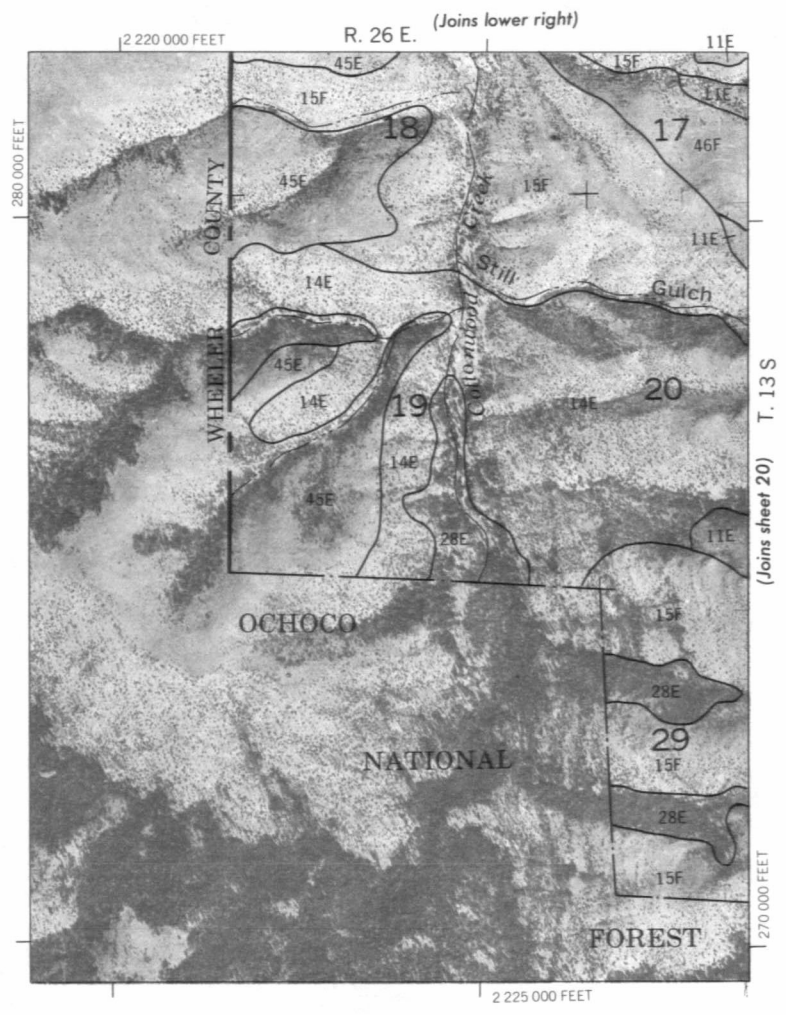 (Joins lower right)
2 220 000 FEET
R. 26 E.
11E
45E
15F
15F
11E
18
17
46F
280 000 FEET
45E
15F
COUNTY
Creek
11E
14E
Still
Gulch
WHEELER
Cottonwood
45E
14E
19
14E
20
T. 13 S
14E
45E
28E
11E
(Joins sheet 20)
OCHOCO
15F
28E
29
15F
NATIONAL
28E
15F
270 000 FEET
FOREST
2 225 000 FEET